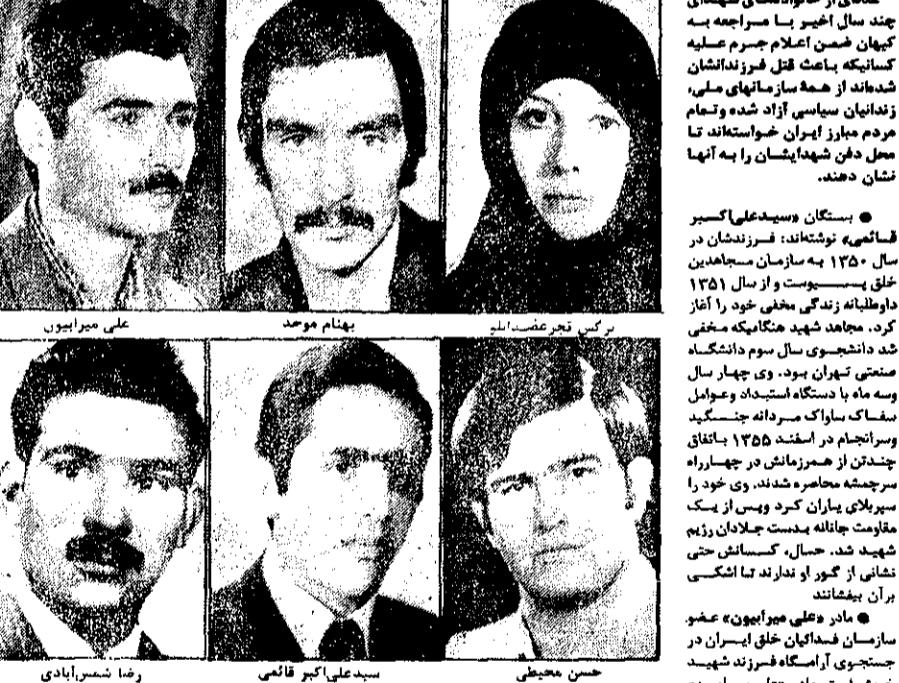 چند سال اخیر با مراجعه به
کیهان ضمن اعلام جرم علیه
کسانیکه باعث قتل فرزندانشان
شده‌اند از همهٔ سازمانهای ملی،
زندانیان سیاسی آزاد شده وتمام
مردم مبارز ایران خواسته‌اند تا
محل دفن شهدایشان را به آنها
نشان دهند.
● بستگان «سیدعلی‌اکبر
قائمی» نوشته‌اند: فرزندشان در
سال ۱۳۵۰ به سازمان مجاهدین
خلق پیوست و از سال ۱۳۵۱
داوطلبانه زندگی مخفی خود را آغاز
کرد. مجاهد شهید هنگامیکه مخفی
شد دانشجوی سال سوم دانشگاه
صنعتی تهران بود. وی چهار سال
وسه ماه با دستگاه استبداد وعوامل
سفاک ساواک مردانه جنگید
وسرانجام در اسفند ۱۳۵۵ باتفاق
چندتن از همرزمانش در چهارراه
سرچشمه محاصره شدند. وی خود را
سپربلای یاران کرد وپس از یک
مقاومت جانانه بدست جلادان رژیم
شهید شد. حسال، کسانش حتی
نشانی از گور او ندارند تا اشکی
برآن بیفشانند
● مادر «علی میرابیون» عضو
سازمان فدائیان خلق ایران در
جستجوی آرامگاه فرزند شهید
علی میرابیون
بهنام موحد
نرگس قجر عضدانلو
رضا شمس‌آبادی
سیدعلی‌اکبر قائمی
حسن محیطی